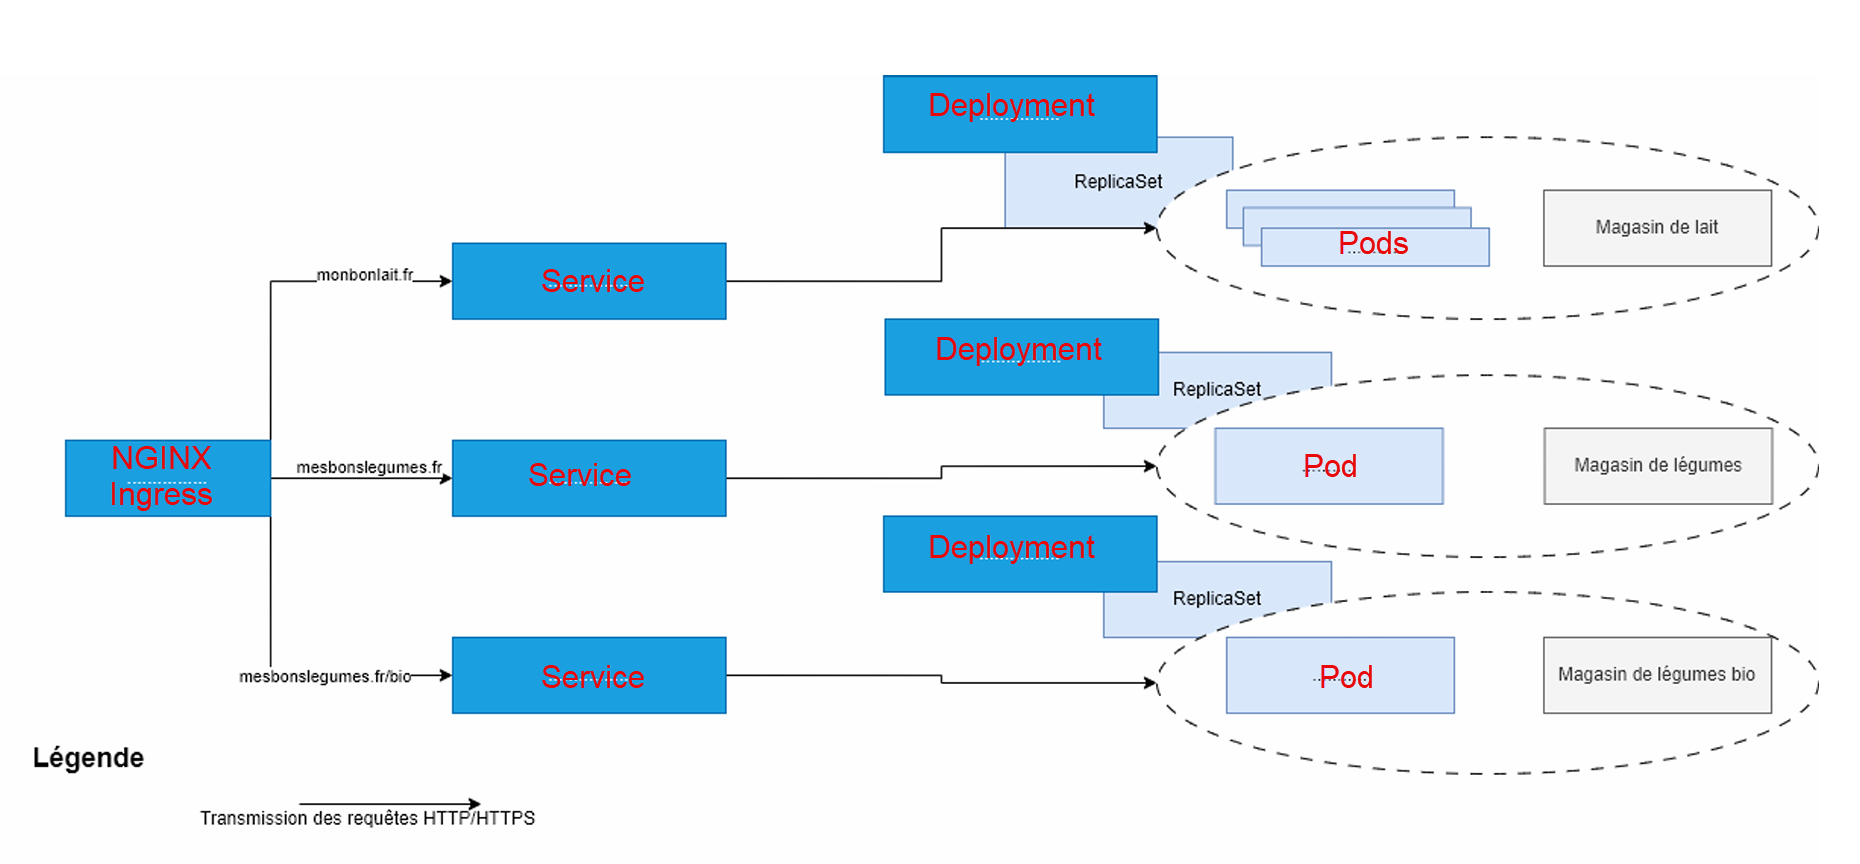 Deployment
ReplicaSet
Pods
Magasin de lait
monbonlait.fr
Service
Deployment
ReplicaSet
NGINX
Ingress
mesbonslegumes.fr
Service
Pod
Magasin de légumes
Deployment
ReplicaSet
mesbonslegumes.fr/bio
Service
Pod
Magasin de légumes bio
Légende
Transmission des requêtes HTTP/HTTPS